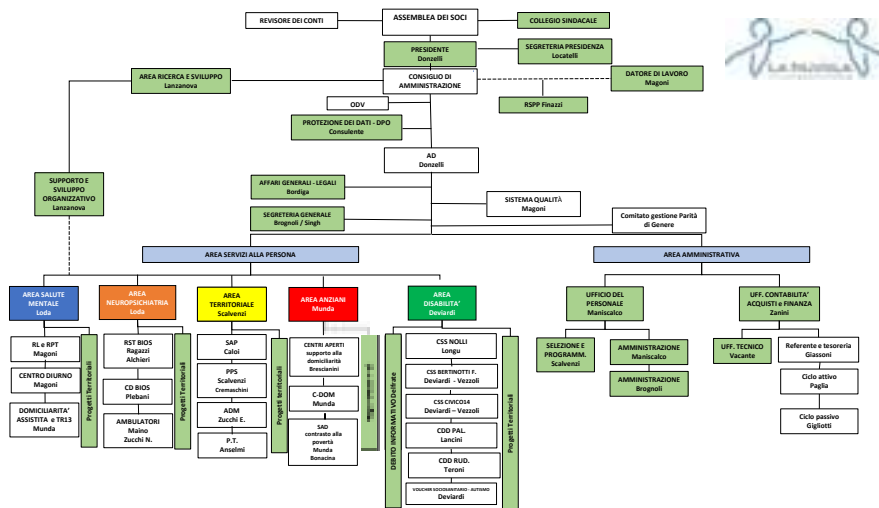 REVISORE DEI CONTI
ASSEMBLEA DEI SOCI
COLLEGIO SINDACALE
PRESIDENTE
Donzelli
SEGRETERIA PRESIDENZA
Locatelli
AREA RICERCA E SVILUPPO
Lanzanova
CONSIGLIO DI
AMMINISTRAZIONE
DATORE DI LAVORO
Magoni
LA NUVOLA
ODV
RSPP Finazzi
PROTEZIONE DEI DATI - DPO
Consulente
AD
Donzelli
SUPPORTO E
SVILUPPO
ORGANIZZATIVO
Lanzanova
AFFARI GENERALI - LEGALI
Bordiga
SISTEMA QUALITÀ
Magoni
SEGRETERIA GENERALE
Brognoli / Singh
Comitato gestione Parità
di Genere
AREA SERVIZI ALLA PERSONA
AREA AMMINISTRATIVA
AREA SALUTE
MENTALE
Loda
AREA
NEUROPSICHIATRIA
Loda
AREA
TERRITORIALE
Scalvenzi
AREA ANZIANI
Munda
AREA
DISABILITA'
Deviardi
UFFICIO DEL
PERSONALE
Maniscalco
UFF. CONTABILITA'
ACQUISTI e FINANZA
Zanini
RL e RPT
Magoni
CENTRO DIURNO
Magoni
DOMICILIARITA'
ASSISTITA e TR13
Munda
Progetti Territoriali
RST BIOS
Ragazzi
Alchieri
CD BIOS
Plebani
AMBULATORI
Maino
Zucchi N.
Progetti Territoriali
SAP
Caloi
PPS
Scalvenzi
Cremaschini
ADM
Zucchi E.
P.T.
Anselmi
Progetti territoriali
CENTRI APERTI
supporto alla
domiciliarità
Brescianini
C-DOM
Munda
SAD
contrasto alla
povertà
Munda
Bonacina
DEBITO INFORMATIVO Delfrate
CSS NOLLI
Longu
CSS BERTINOTTI F.
Deviardi - Vezzoli
CSS CIVICO14
Deviardi – Vezzoli
CDD PAL.
Lancini
CDD RUD.
Teroni
VOUCHER SOCIOSANITARIO - AUTISMO
Deviardi
Progetti Territoriali
SELEZIONE E
PROGRAMM.
Scalvenzi
AMMINISTRAZIONE
Maniscalco
AMMINISTRAZIONE
Brognoli
UFF. TECNICO
Vacante
Referente e tesoreria
Giassoni
Ciclo attivo
Paglia
Ciclo passivo
Gigliotti